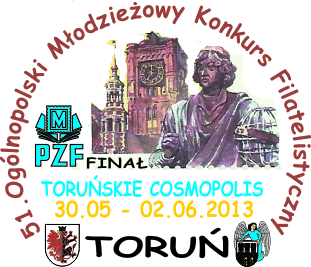 51. Ogólnopolski Młodzieżowy Konkurs Filatelistyczny
M
PZF
FINAŁ
TORUŃSKIE COSMOPOLIS
30.05 - 02.06.2013
TORUŃ